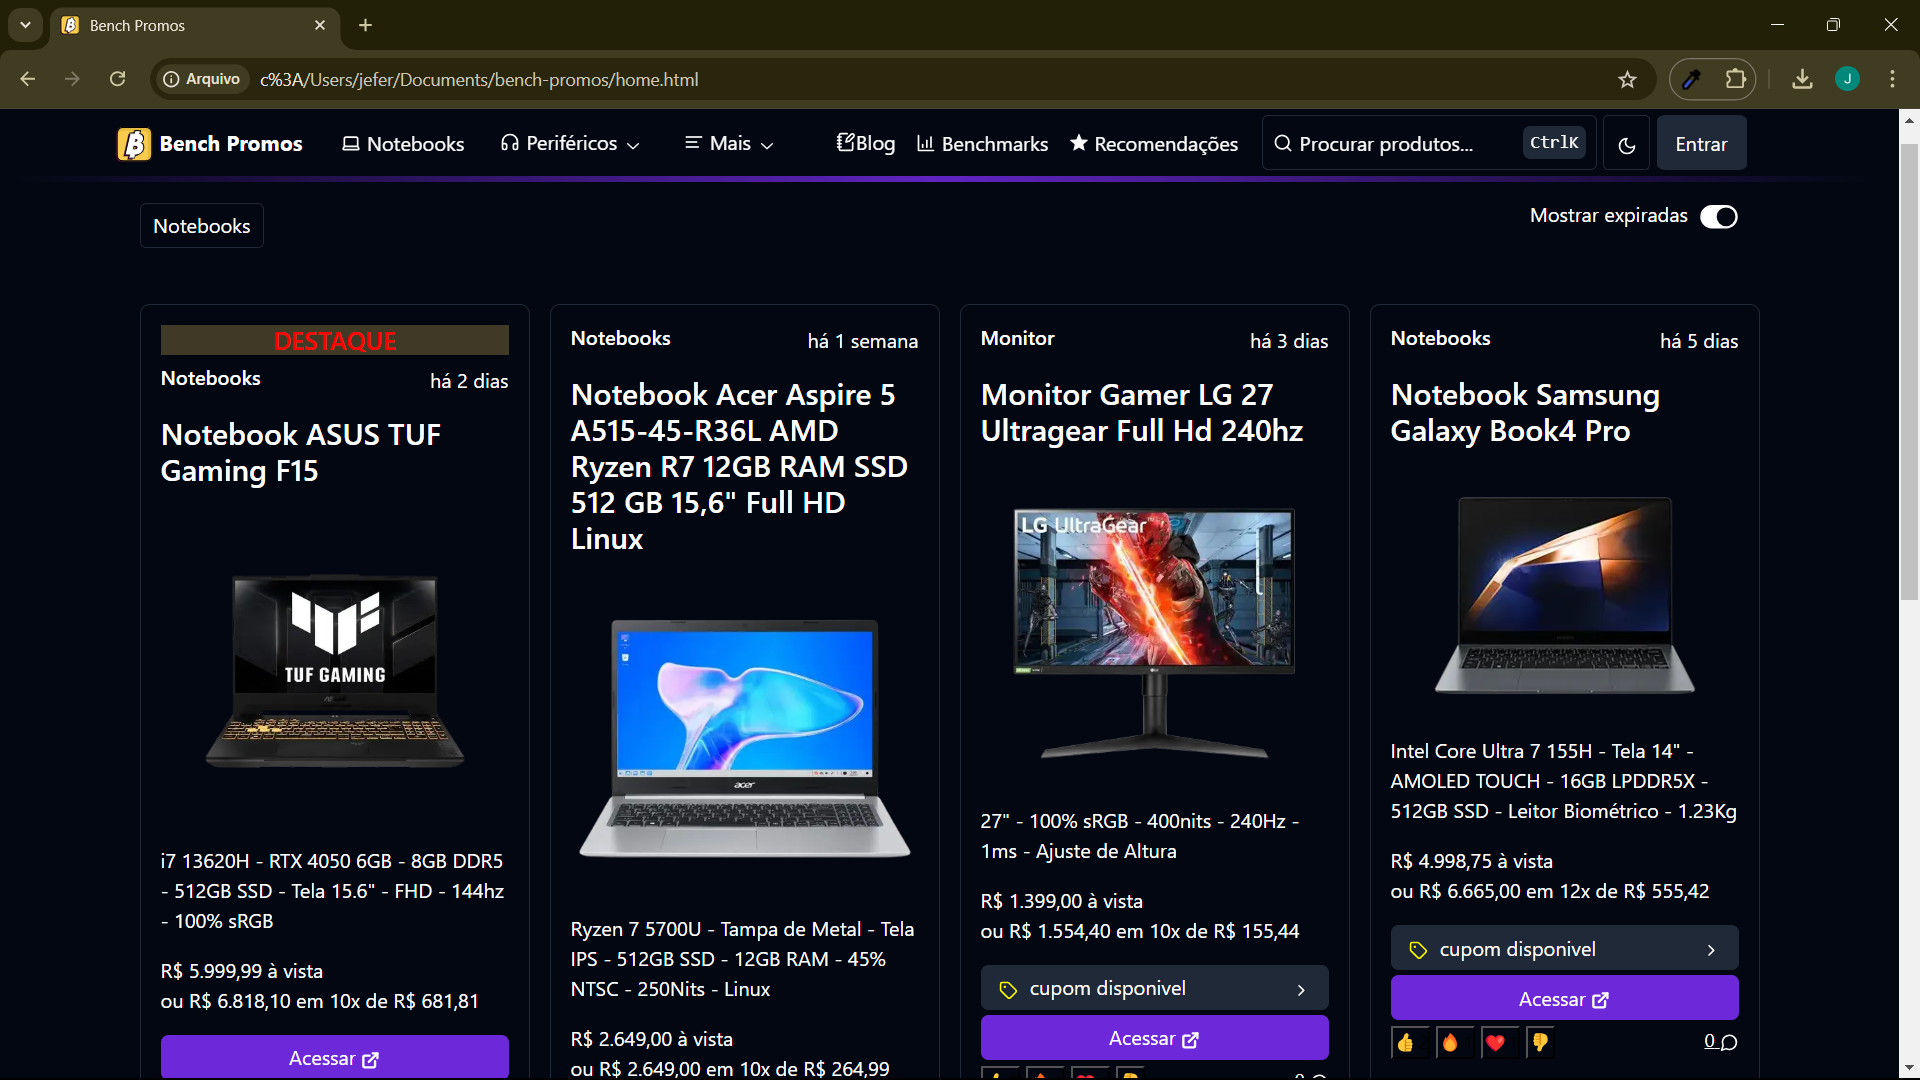 Bench Promos
Arquivo
c%3A/Users/jefer/Documents/bench-promos/home.html
J
Bench Promos
Notebooks
Periféricos
Mais
Blog
Benchmarks
Recomendações
Procurar produtos...
CtrlK
Entrar
Notebooks
Mostrar expiradas
DESTAQUE
Notebooks
há 2 dias
Notebook ASUS TUF
Gaming F15
TUF GAMING
i7 13620H - RTX 4050 6GB - 8GB DDR5
- 512GB SSD - Tela 15.6" - FHD - 144hz
- 100% sRGB
R$ 5.999,99 à vista
ou R$ 6.818,10 em 10x de R$ 681,81
Acessar
Notebooks
há 1 semana
Notebook Acer Aspire 5
A515-45-R36L AMD
Ryzen R7 12GB RAM SSD
512 GB 15,6" Full HD
Linux
acer
Ryzen 7 5700U - Tampa de Metal - Tela
IPS - 512GB SSD - 12GB RAM - 45%
NTSC - 250Nits - Linux
R$ 2.649,00 à vista
ou R$ 2.649,00 em 10x de R$ 264,99
Monitor
há 3 dias
Monitor Gamer LG 27
Ultragear Full Hd 240hz
LG UltraGear™
27" - 100% sRGB - 400nits - 240Hz -
1ms - Ajuste de Altura
R$ 1.399,00 à vista
ou R$ 1.554,40 em 10x de R$ 155,44
cupom disponivel
Acessar
Notebooks
há 5 dias
Notebook Samsung
Galaxy Book4 Pro
Intel Core Ultra 7 155H - Tela 14" -
AMOLED TOUCH - 16GB LPDDR5X -
512GB SSD - Leitor Biométrico - 1.23Kg
R$ 4.998,75 à vista
ou R$ 6.665,00 em 12x de R$ 555,42
cupom disponivel
Acessar
0